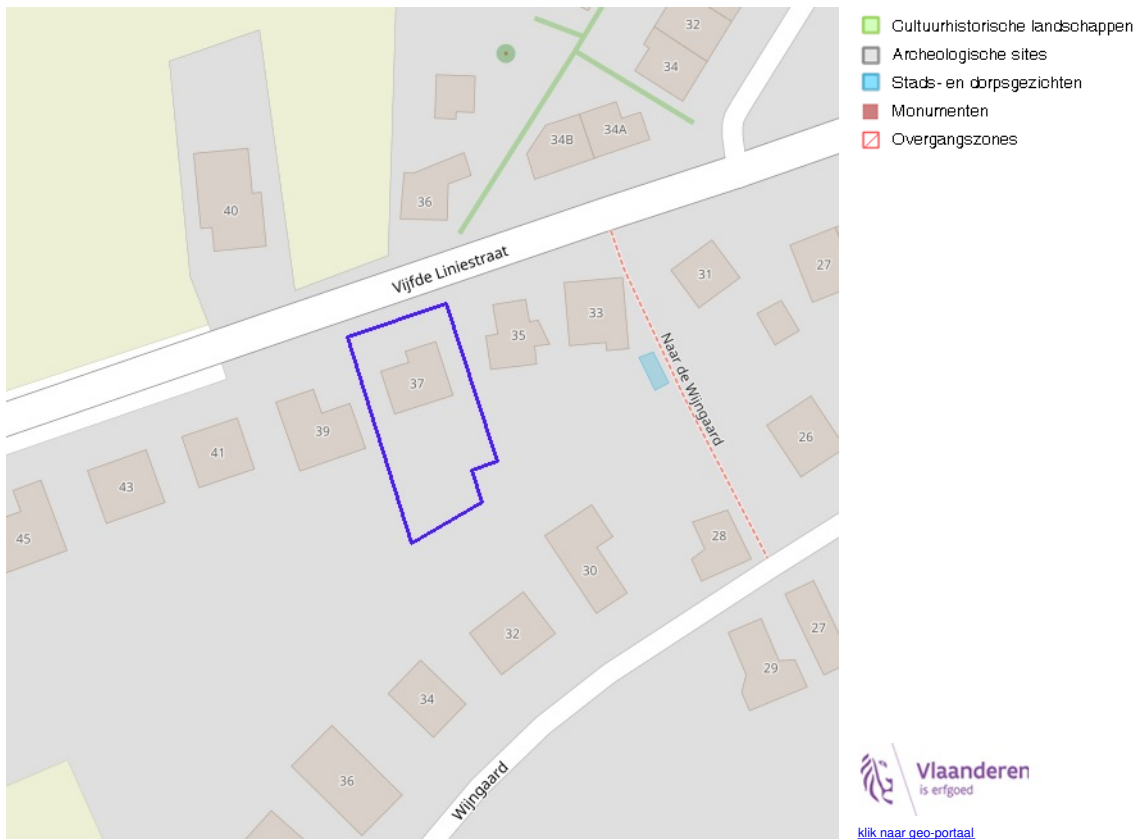 32
34
34B
34A
36
40
Vijfde Liniestraat
31
27
33
35
37
Naar de Wijngaard
39
41
43
45
26
28
30
32
34
36
29
27
Wijngaard
Cultuurhistorische landschappen
Archeologische sites
Stads- en dorpsgezichten
Monumenten
Overgangszones
Vlaanderen
is erfgoed
klik naar geo-portaal